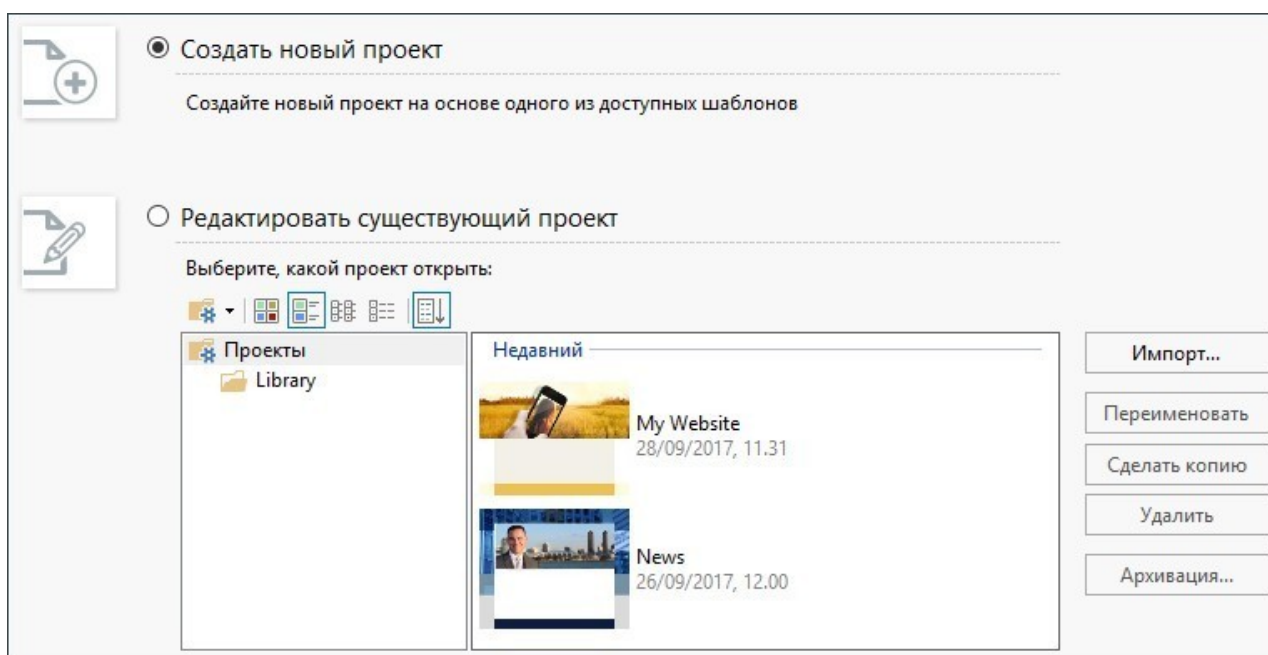 Создать новый проект
Создайте новый проект на основе одного из доступных шаблонов
Редактировать существующий проект
Выберите, какой проект открыть:
Проекты
Library
Недавний
My Website
28/09/2017, 11.31
News
26/09/2017, 12.00
Импорт...
Переименовать
Сделать копию
Удалить
Архивация...